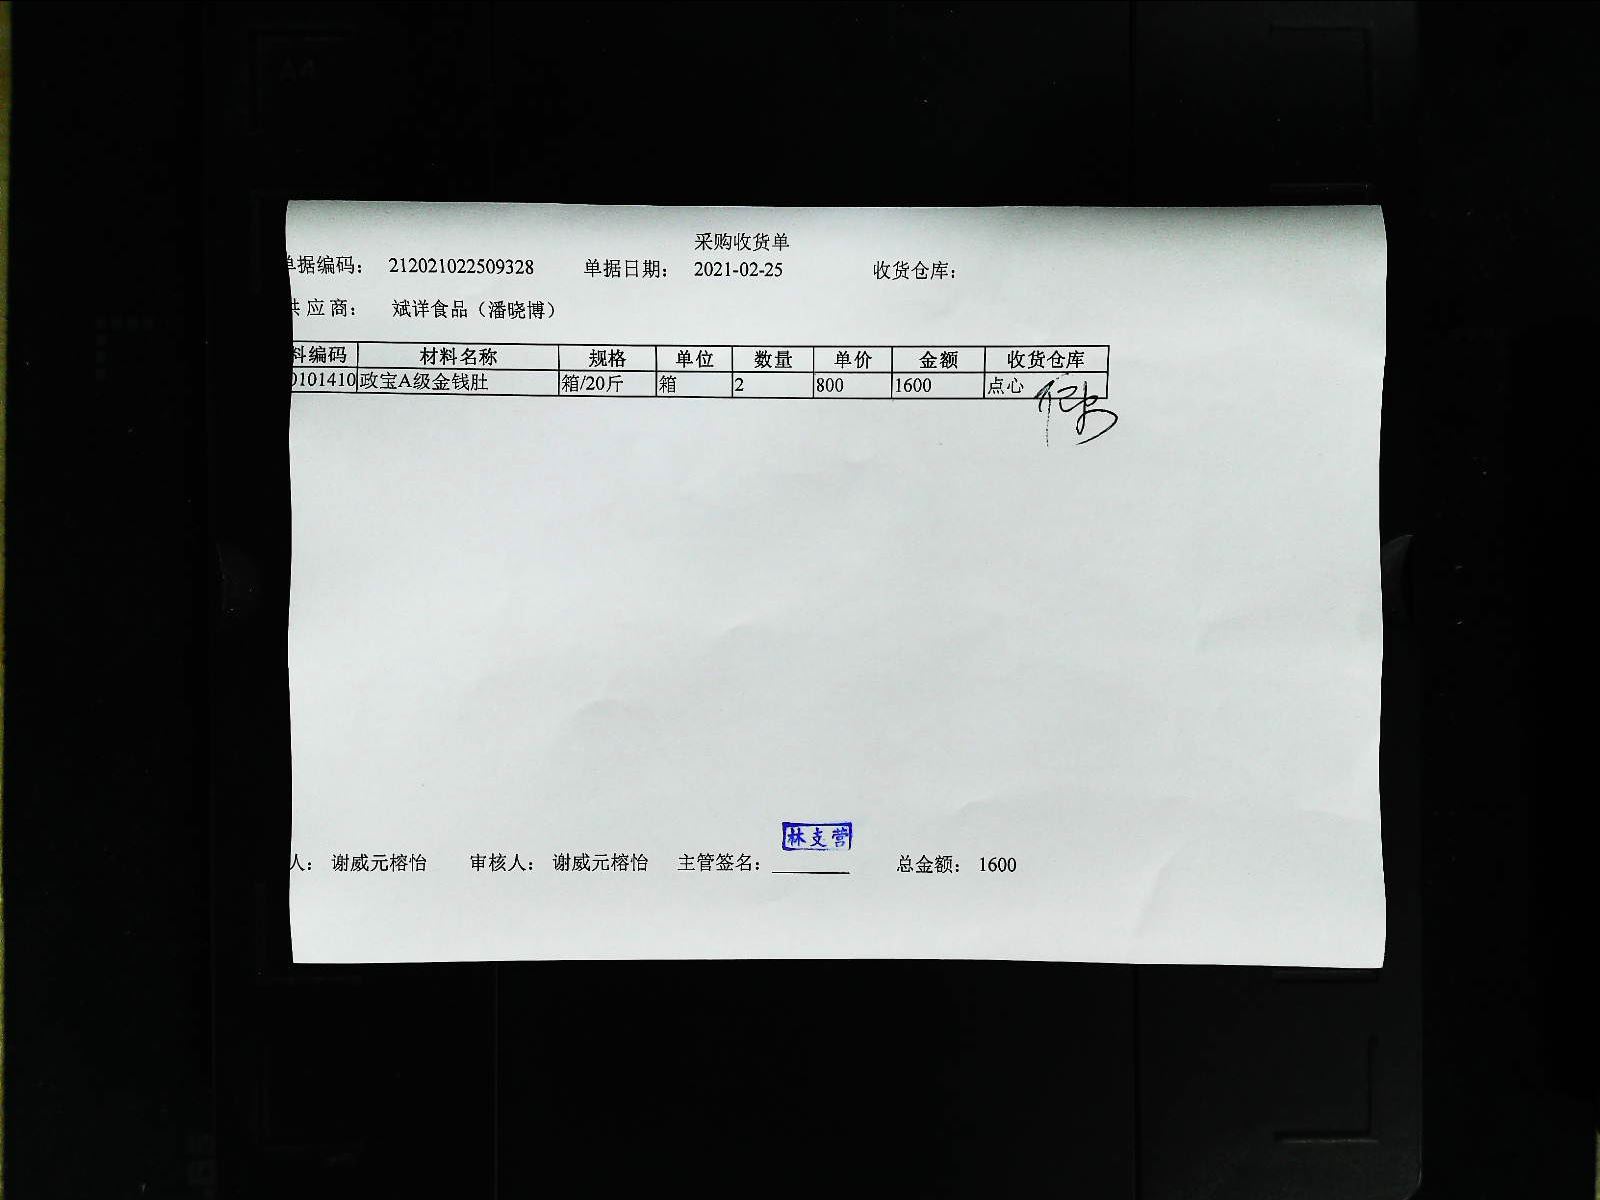 采购收货单
单据编码: 212021022509328 单据日期: 2021-02-25 收货仓库:
供应商: 斌详食品（潘晓博）
料编码 材料名称 规格 单位 数量 单价 金额 收货仓库
0101410 政宝A级金钱肚 箱/20斤 箱 2 800 1600 点心
林支营
人: 谢威元榕怡 审核人: 谢威元榕怡 主管签名: 总金额: 1600